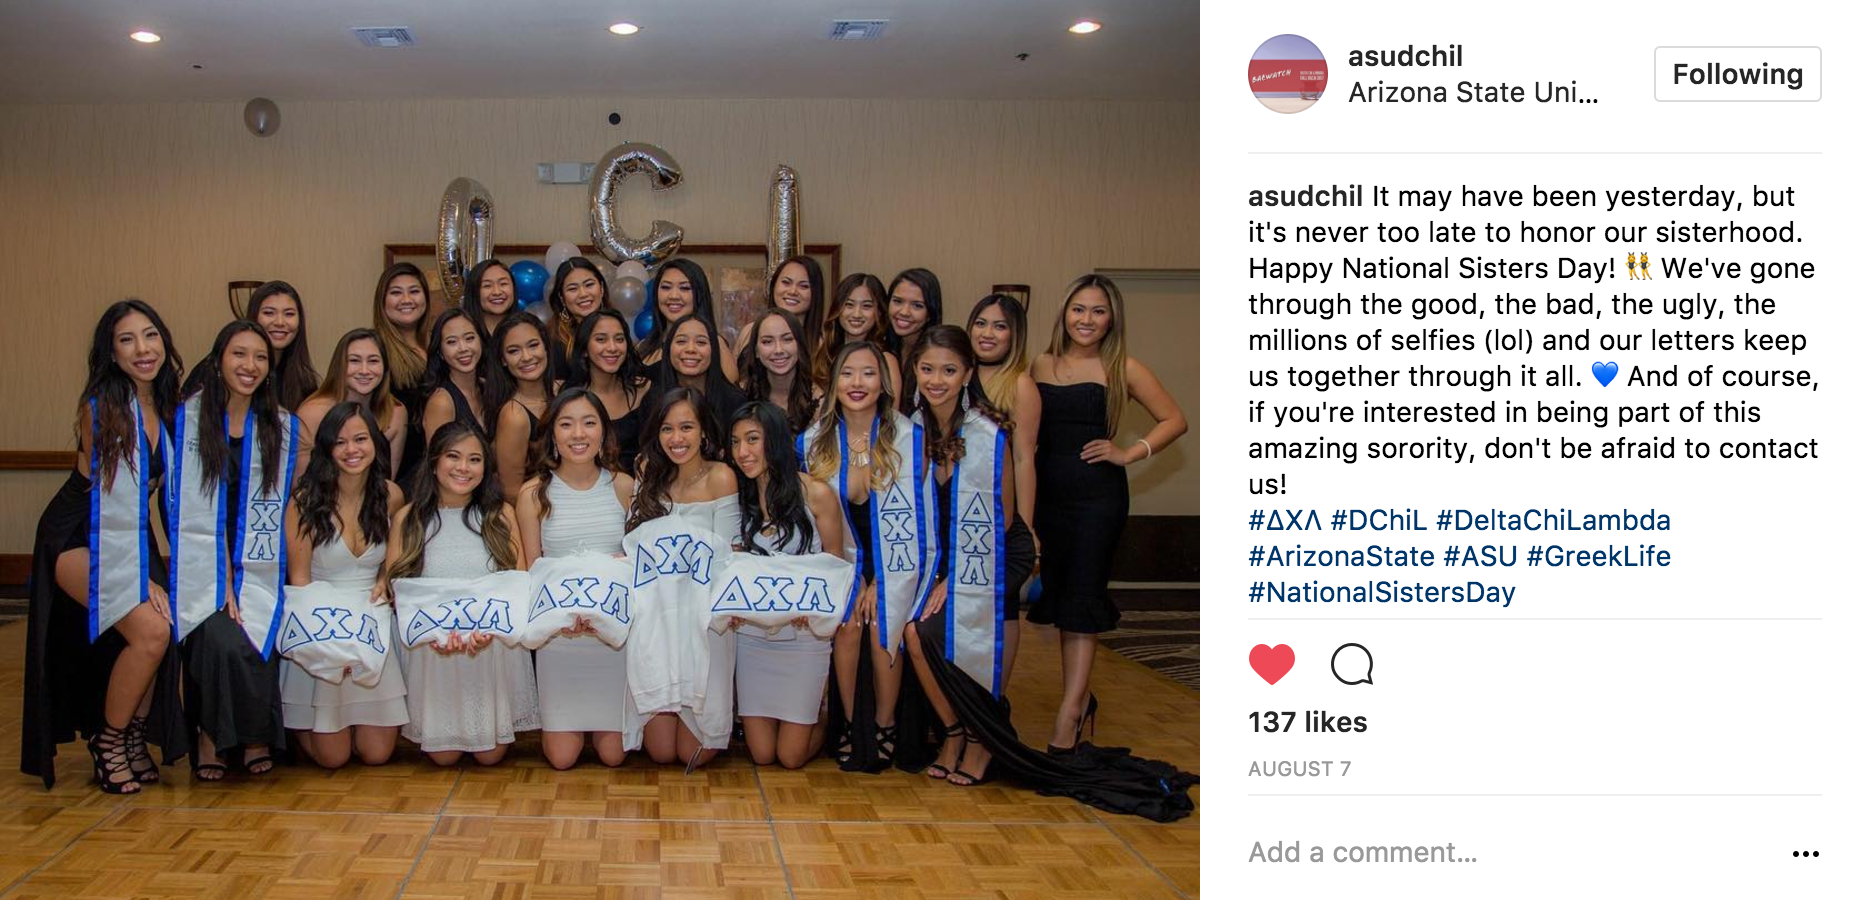 D C I
ΔΧΛ
ΔΧΛ
ΔΧΛ
ΔΧΛ
ΔΧΛ
ΔΧΛ
ΔΧΛ
ΔΧΛ
BAEWATCH
asudchil
Arizona State Uni...
Following
asudchil It may have been yesterday, but
it's never too late to honor our sisterhood.
Happy National Sisters Day! 👯 We've gone
through the good, the bad, the ugly, the
millions of selfies (lol) and our letters keep
us together through it all. 💙 And of course,
if you're interested in being part of this
amazing sorority, don't be afraid to contact
us!
#ΔΧΛ #DChiL #DeltaChiLambda
#ArizonaState #ASU #GreekLife
#NationalSistersDay
137 likes
AUGUST 7
Add a comment...